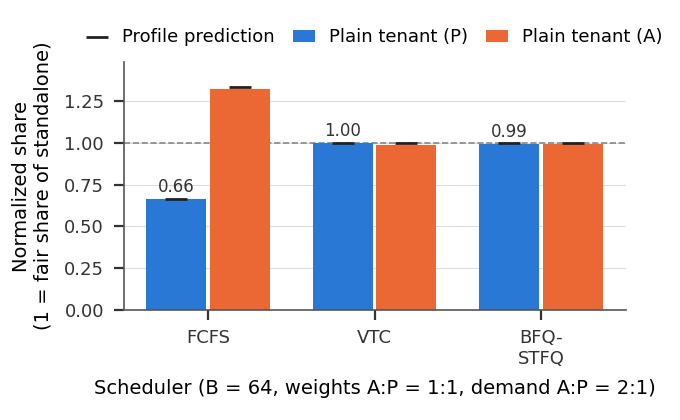 Profile prediction
Plain tenant (P)
Plain tenant (A)
Normalized share
(1 = fair share of standalone)
1.25
1.00
0.75
0.50
0.25
0.00
0.66
1.00
0.99
FCFS
VTC
BFQ-
STFQ
Scheduler (B = 64, weights A:P = 1:1, demand A:P = 2:1)